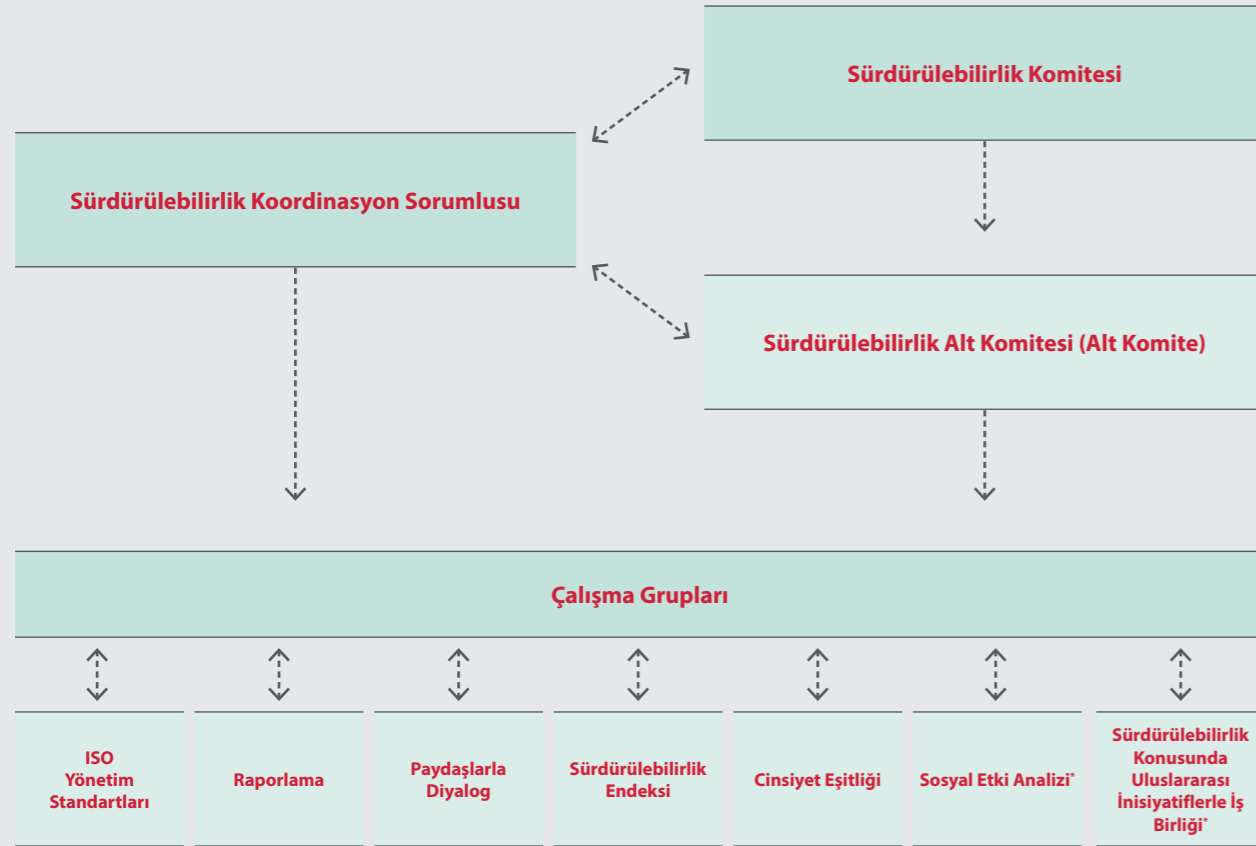 Sürdürülebilirlik Komitesi
Sürdürülebilirlik Koordinasyon Sorumlusu
Sürdürülebilirlik Alt Komitesi (Alt Komite)
Çalışma Grupları
ISO
Yönetim
Standartları
Raporlama
Paydaşlarla
Diyalog
Sürdürülebilirlik
Endeksi
Cinsiyet Eşitliği
Sosyal Etki Analizi*
Sürdürülebilirlik
Konusunda
Uluslararası
İnisiyatiflerle İş
Birliği*